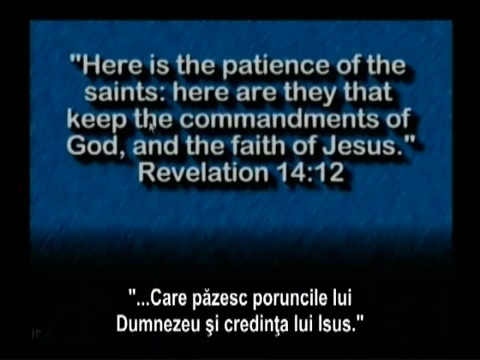 "Here is the patience of the
saints: here are they that
keep the commandments of
God, and the faith of Jesus."
Revelation 14:12
"...Care păzesc poruncile lui
Dumnezeu şi credinţa lui Isus."